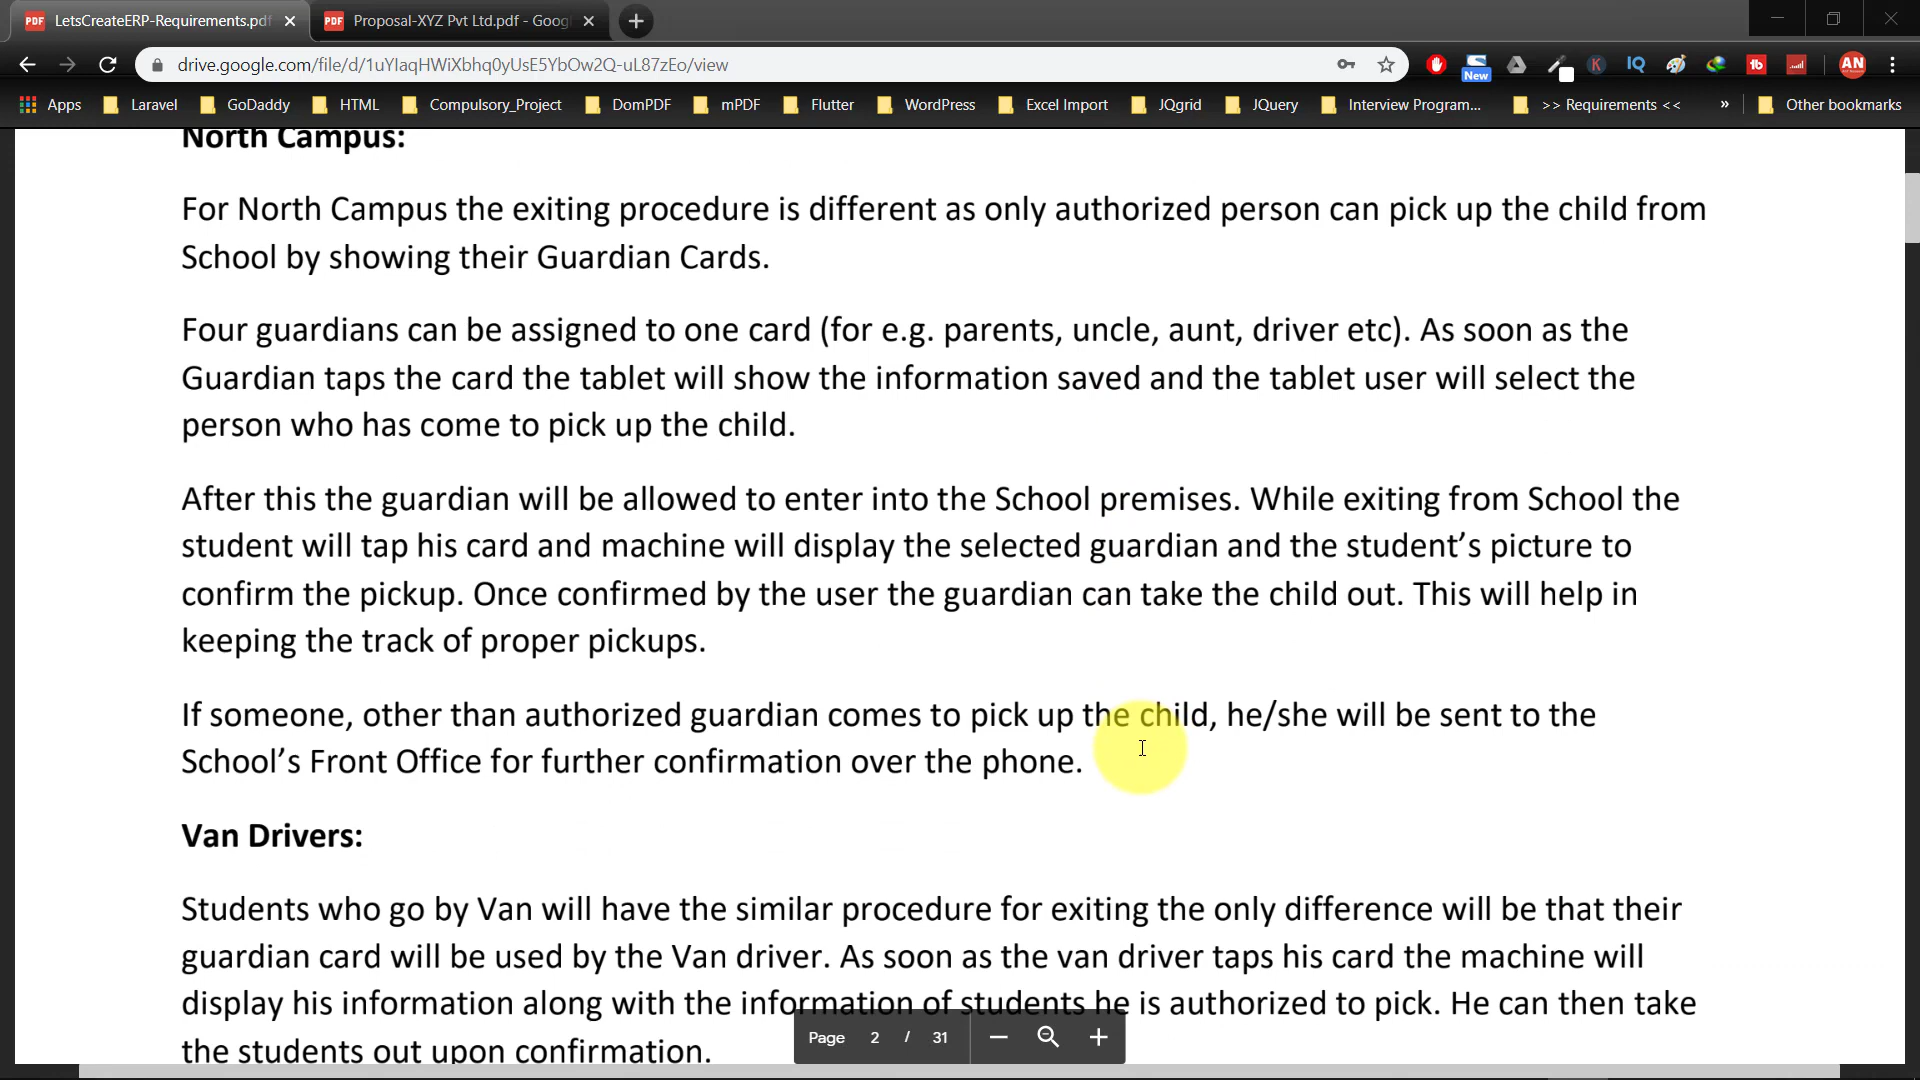 LetsCreateERP-Requirements.pdf
Proposal-XYZ Pvt Ltd.pdf - Goog
drive.google.com/file/d/1uYIaqHWiXbhq0yUsE5YbOw2Q-uL87zEo/view
New
K
IQ
tb
AN
Apps
Laravel
GoDaddy
HTML
Compulsory_Project
DomPDF
mPDF
Flutter
WordPress
Excel Import
JQgrid
JQuery
Interview Program...
>> Requirements <<
»
Other bookmarks
North Campus:
For North Campus the exiting procedure is different as only authorized person can pick up the child from
School by showing their Guardian Cards.
Four guardians can be assigned to one card (for e.g. parents, uncle, aunt, driver etc). As soon as the
Guardian taps the card the tablet will show the information saved and the tablet user will select the
person who has come to pick up the child.
After this the guardian will be allowed to enter into the School premises. While exiting from School the
student will tap his card and machine will display the selected guardian and the student’s picture to
confirm the pickup. Once confirmed by the user the guardian can take the child out. This will help in
keeping the track of proper pickups.
If someone, other than authorized guardian comes to pick up the child, he/she will be sent to the
School’s Front Office for further confirmation over the phone.
Van Drivers:
Students who go by Van will have the similar procedure for exiting the only difference will be that their
guardian card will be used by the Van driver. As soon as the van driver taps his card the machine will
display his information along with the information of students he is authorized to pick. He can then take
the students out upon confirmation.
Page 2 / 31